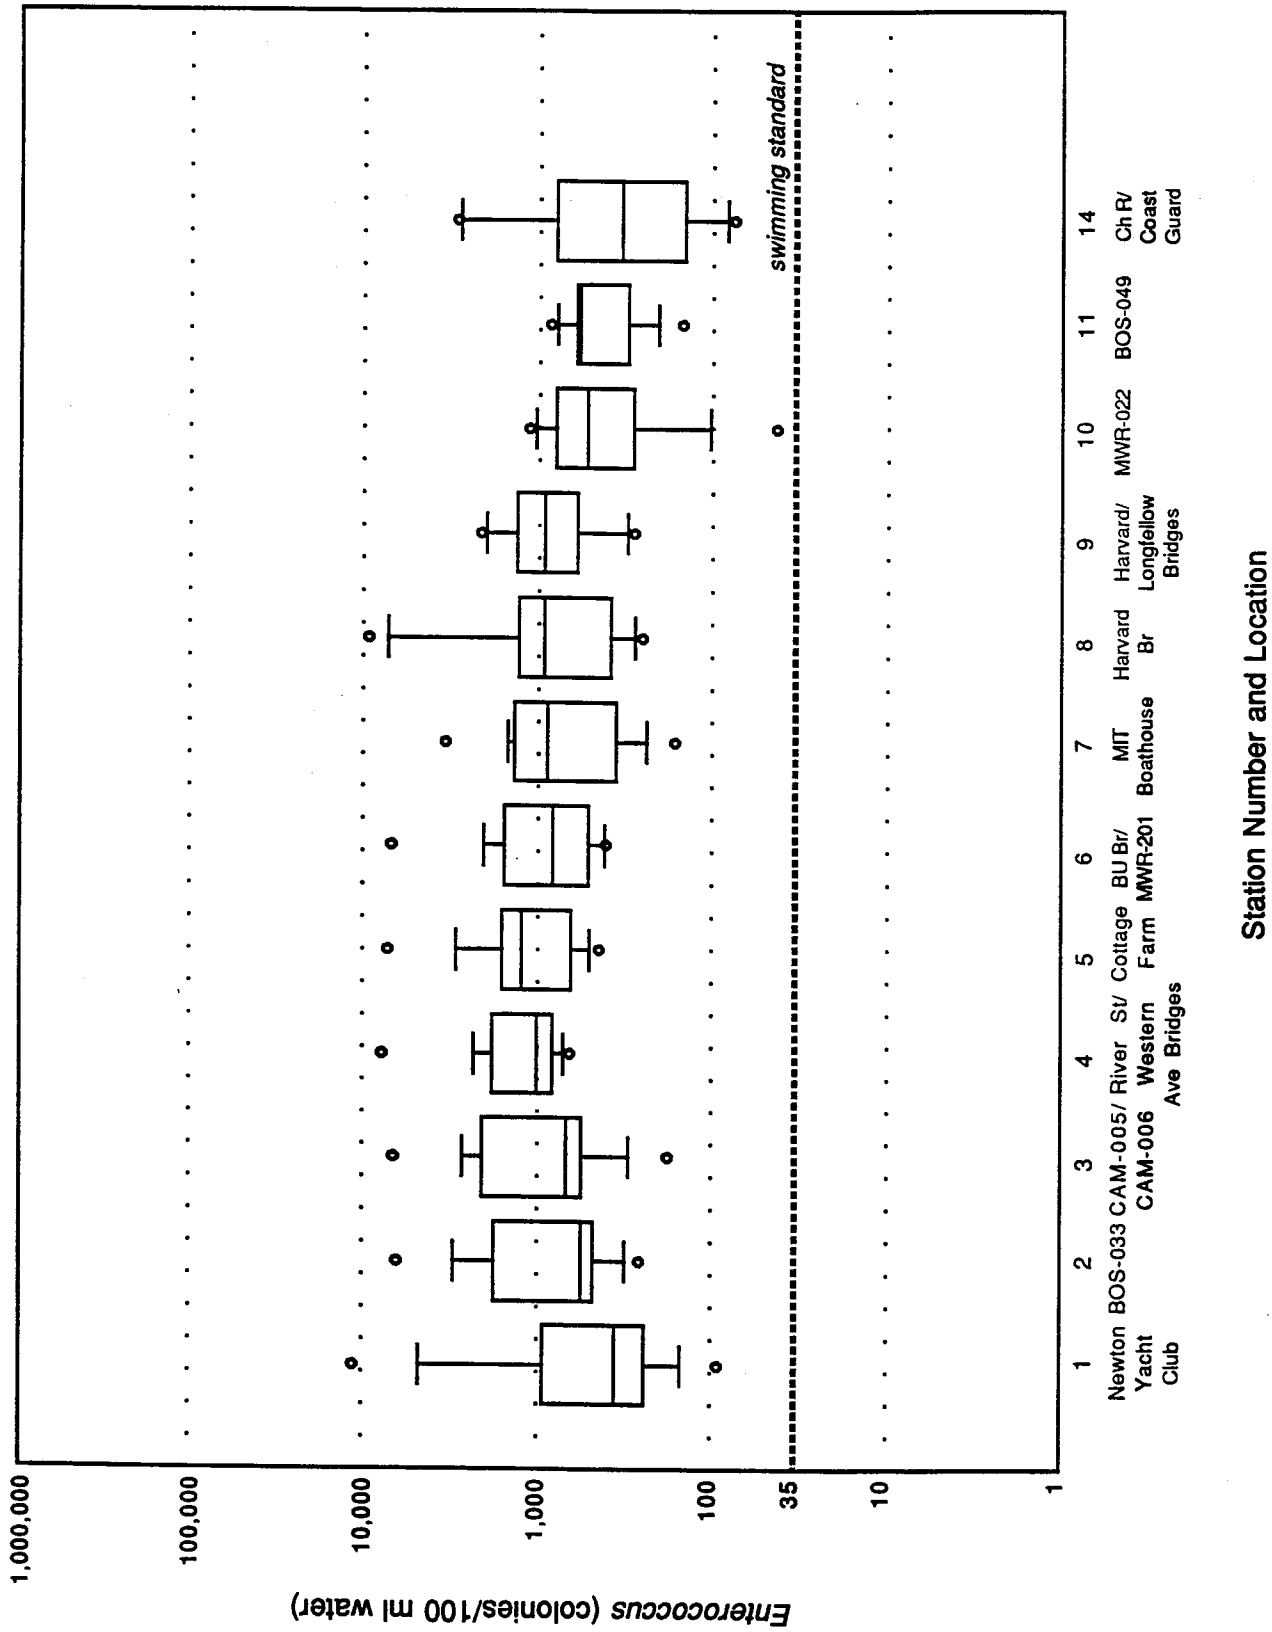 1,000,000
100,000
10,000
1,000
100
35
10
1
Enterococcus (colonies/100 ml water)
swimming standard
1
2
3
4
5
6
7
8
9
10
11
14
Newton
Yacht
Club
BOS-033
CAM-005/
CAM-006
River St/
Western
Ave Bridges
Cottage
Farm
BU Br/
MWR-201
MIT
Boathouse
Harvard
Br
Harvard/
Longfellow
Bridges
MWR-022
BOS-049
Ch R/
Coast
Guard
Station Number and Location